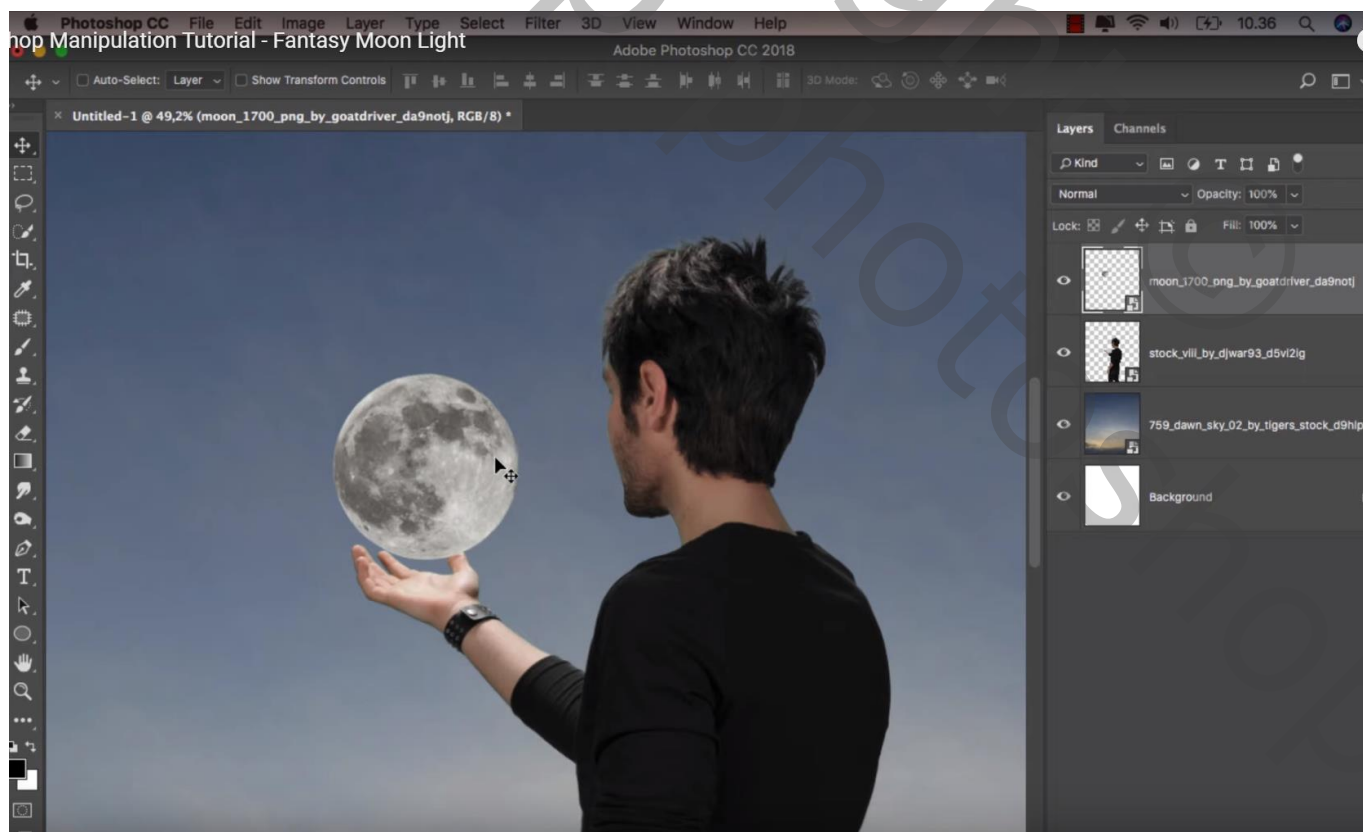 Photoshop CC File Edit Image Layer Type Select Filter 3D View Window Help 10.36
hop Manipulation Tutorial - Fantasy Moon Light
Adobe Photoshop CC 2018
Auto-Select: Layer Show Transform Controls 3D Mode:
× Untitled-1 @ 49,2% (moon_1700_png_by_goatdriver_da9notj, RGB/8) *
Layers Channels
Kind
Normal Opacity: 100%
Lock: Fill: 100%
moon_1700_png_by_goatdriver_da9notj
stock_viii_by_djwar93_d5vi2ig
759_dawn_sky_02_by_tigers_stock_d9hlp
Background